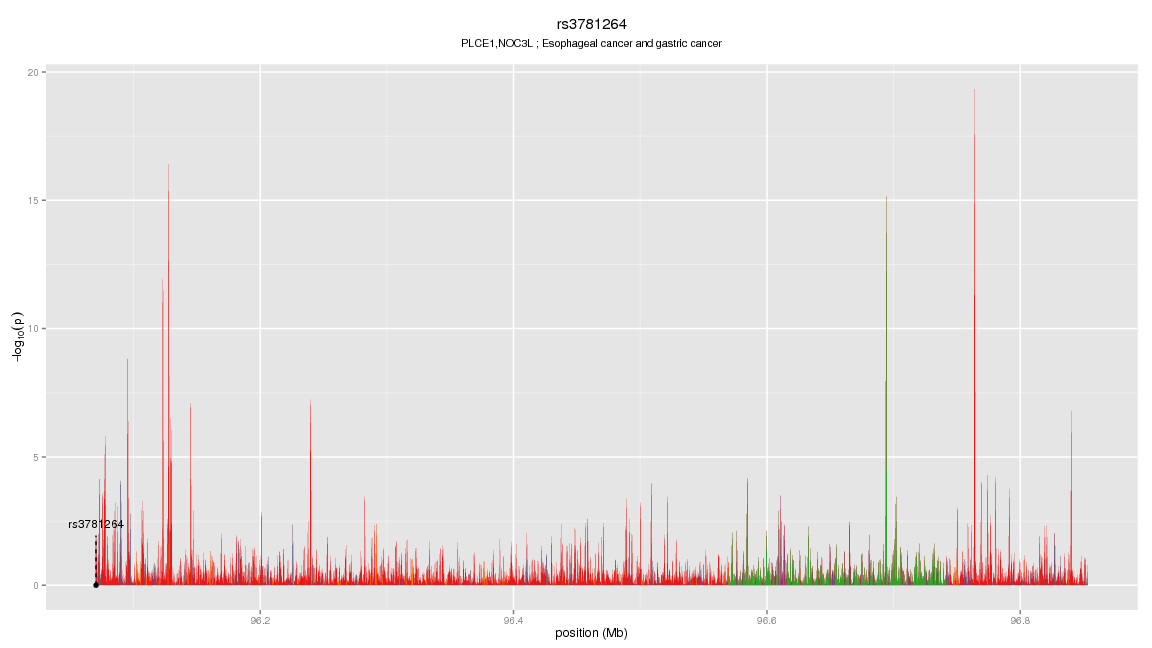 rs3781264
PLCE1,NOC3L ; Esophageal cancer and gastric cancer
20
15
10
5
0
−log10(p)
rs3781264
96.2
96.4
96.6
96.8
position (Mb)